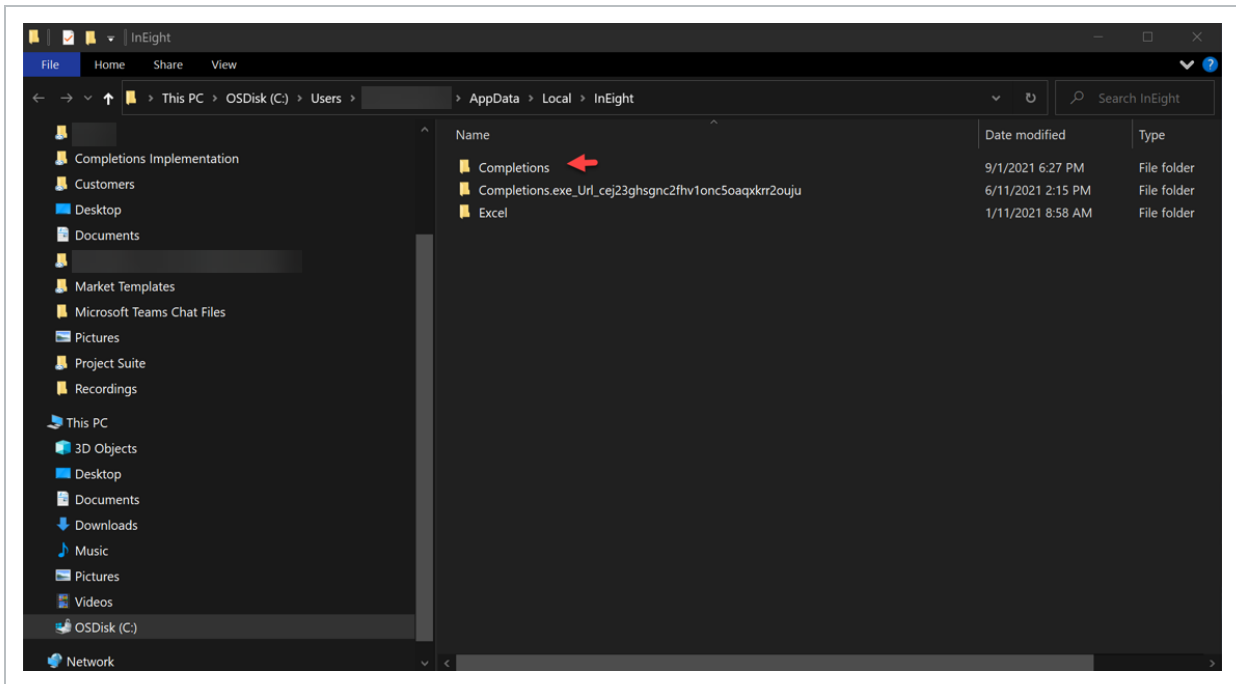 InEight
File Home Share View
This PC > OSDisk (C:) > Users > > AppData > Local > InEight
Search InEight
Name Date modified Type
Completions 9/1/2021 6:27 PM File folder
Completions.exe_Url_cej23ghsgnc2fhv1onc5oaqxkrr2ouju 6/11/2021 2:15 PM File folder
Excel 1/11/2021 8:58 AM File folder
Completions Implementation
Customers
Desktop
Documents
Market Templates
Microsoft Teams Chat Files
Pictures
Project Suite
Recordings
This PC
3D Objects
Desktop
Documents
Downloads
Music
Pictures
Videos
OSDisk (C:)
Network